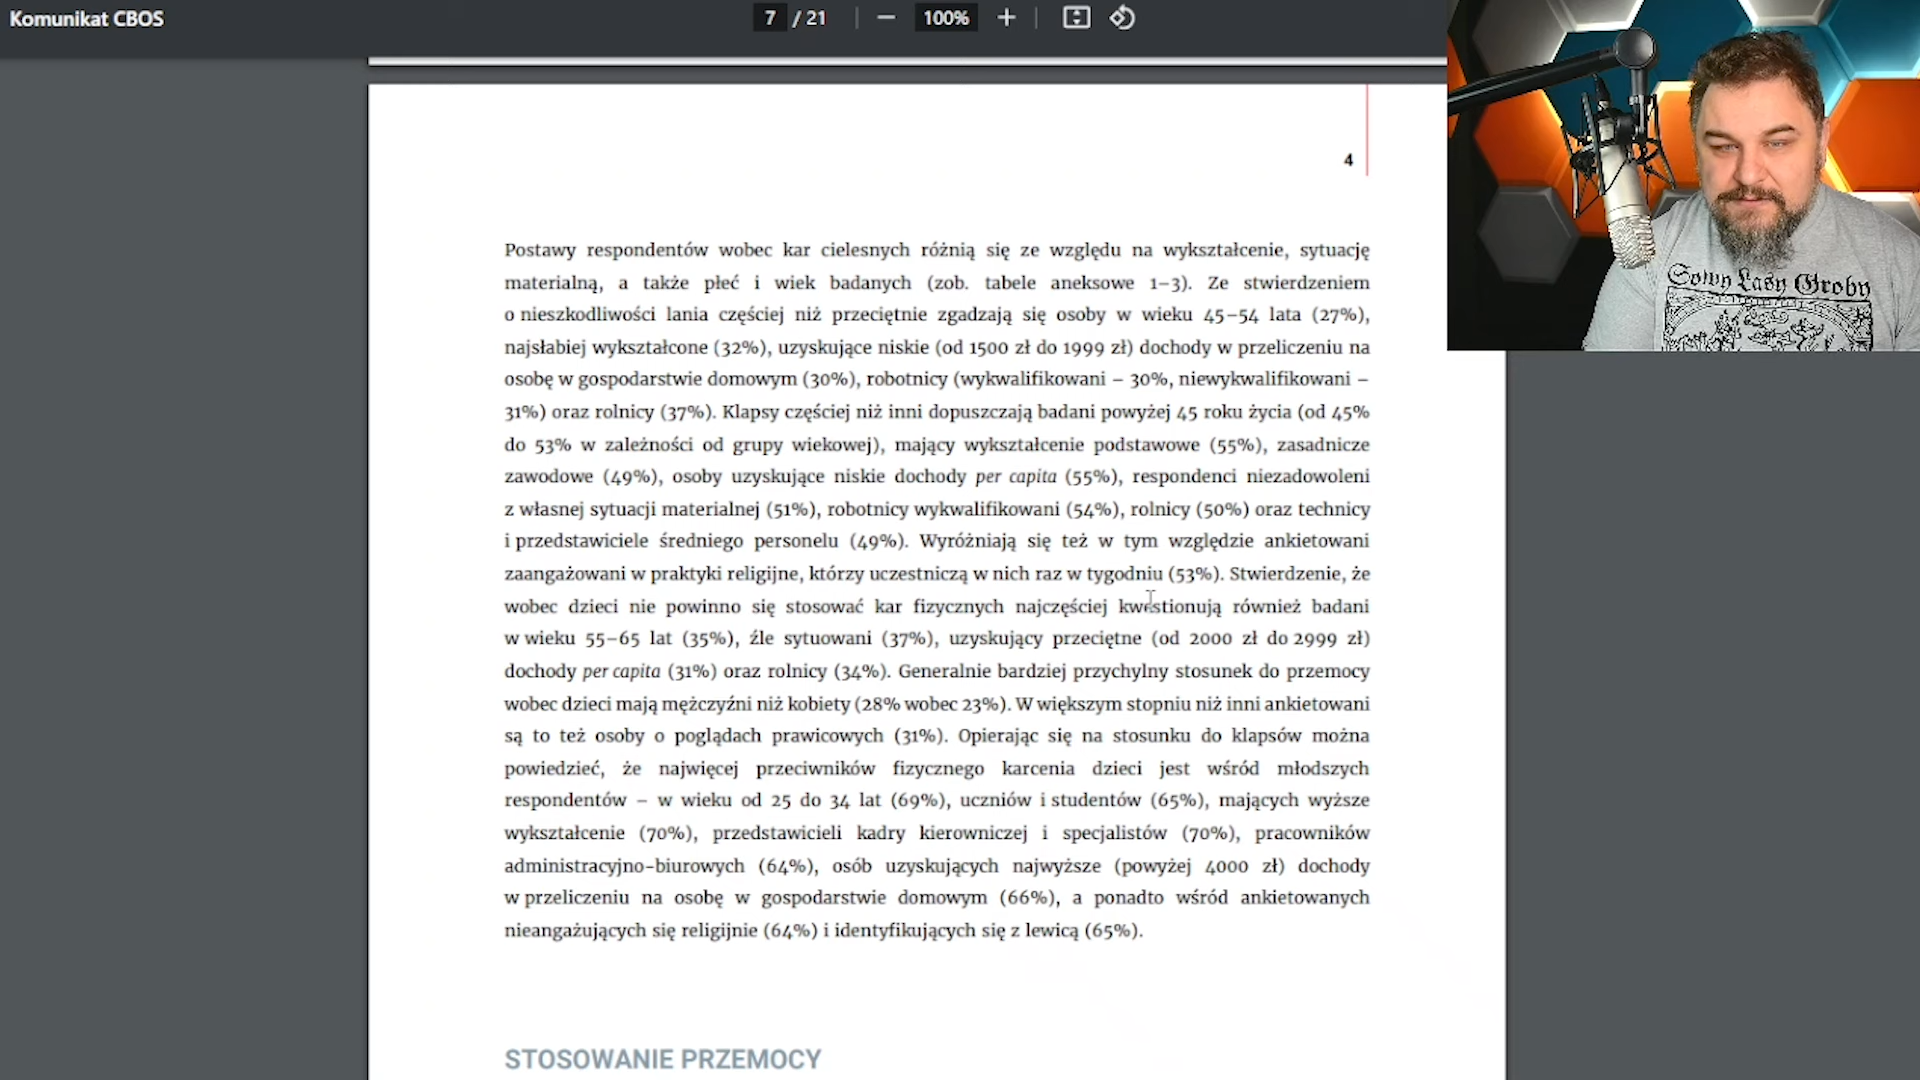 Komunikat CBOS
7 / 21
100%
4
Postawy respondentów wobec kar cielesnych różnią się ze względu na wykształcenie, sytuację
materialną, a także płeć i wiek badanych (zob. tabele aneksowe 1–3). Ze stwierdzeniem
o nieszkodliwości lania częściej niż przeciętnie zgadzają się osoby w wieku 45–54 lata (27%),
najsłabiej wykształcone (32%), uzyskujące niskie (od 1500 zł do 1999 zł) dochody w przeliczeniu na
osobę w gospodarstwie domowym (30%), robotnicy (wykwalifikowani – 30%, niewykwalifikowani –
31%) oraz rolnicy (37%). Klapsy częściej niż inni dopuszczają badani powyżej 45 roku życia (od 45%
do 53% w zależności od grupy wiekowej), mający wykształcenie podstawowe (55%), zasadnicze
zawodowe (49%), osoby uzyskujące niskie dochody per capita (55%), respondenci niezadowoleni
z własnej sytuacji materialnej (51%), robotnicy wykwalifikowani (54%), rolnicy (50%) oraz technicy
i przedstawiciele średniego personelu (49%). Wyróżniają się też w tym względzie ankietowani
zaangażowani w praktyki religijne, którzy uczestniczą w nich raz w tygodniu (53%). Stwierdzenie, że
wobec dzieci nie powinno się stosować kar fizycznych najczęściej kwestionują również badani
w wieku 55–65 lat (35%), źle sytuowani (37%), uzyskujący przeciętne (od 2000 zł do 2999 zł)
dochody per capita (31%) oraz rolnicy (34%). Generalnie bardziej przychylny stosunek do przemocy
wobec dzieci mają mężczyźni niż kobiety (28% wobec 23%). W większym stopniu niż inni ankietowani
są to też osoby o poglądach prawicowych (31%). Opierając się na stosunku do klapsów można
powiedzieć, że najwięcej przeciwników fizycznego karcenia dzieci jest wśród młodszych
respondentów – w wieku od 25 do 34 lat (69%), uczniów i studentów (65%), mających wyższe
wykształcenie (70%), przedstawicieli kadry kierowniczej i specjalistów (70%), pracowników
administracyjno-biurowych (64%), osób uzyskujących najwyższe (powyżej 4000 zł) dochody
w przeliczeniu na osobę w gospodarstwie domowym (66%), a ponadto wśród ankietowanych
nieangażujących się religijnie (64%) i identyfikujących się z lewicą (65%).
STOSOWANIE PRZEMOCY
Sowy Lasy Groby